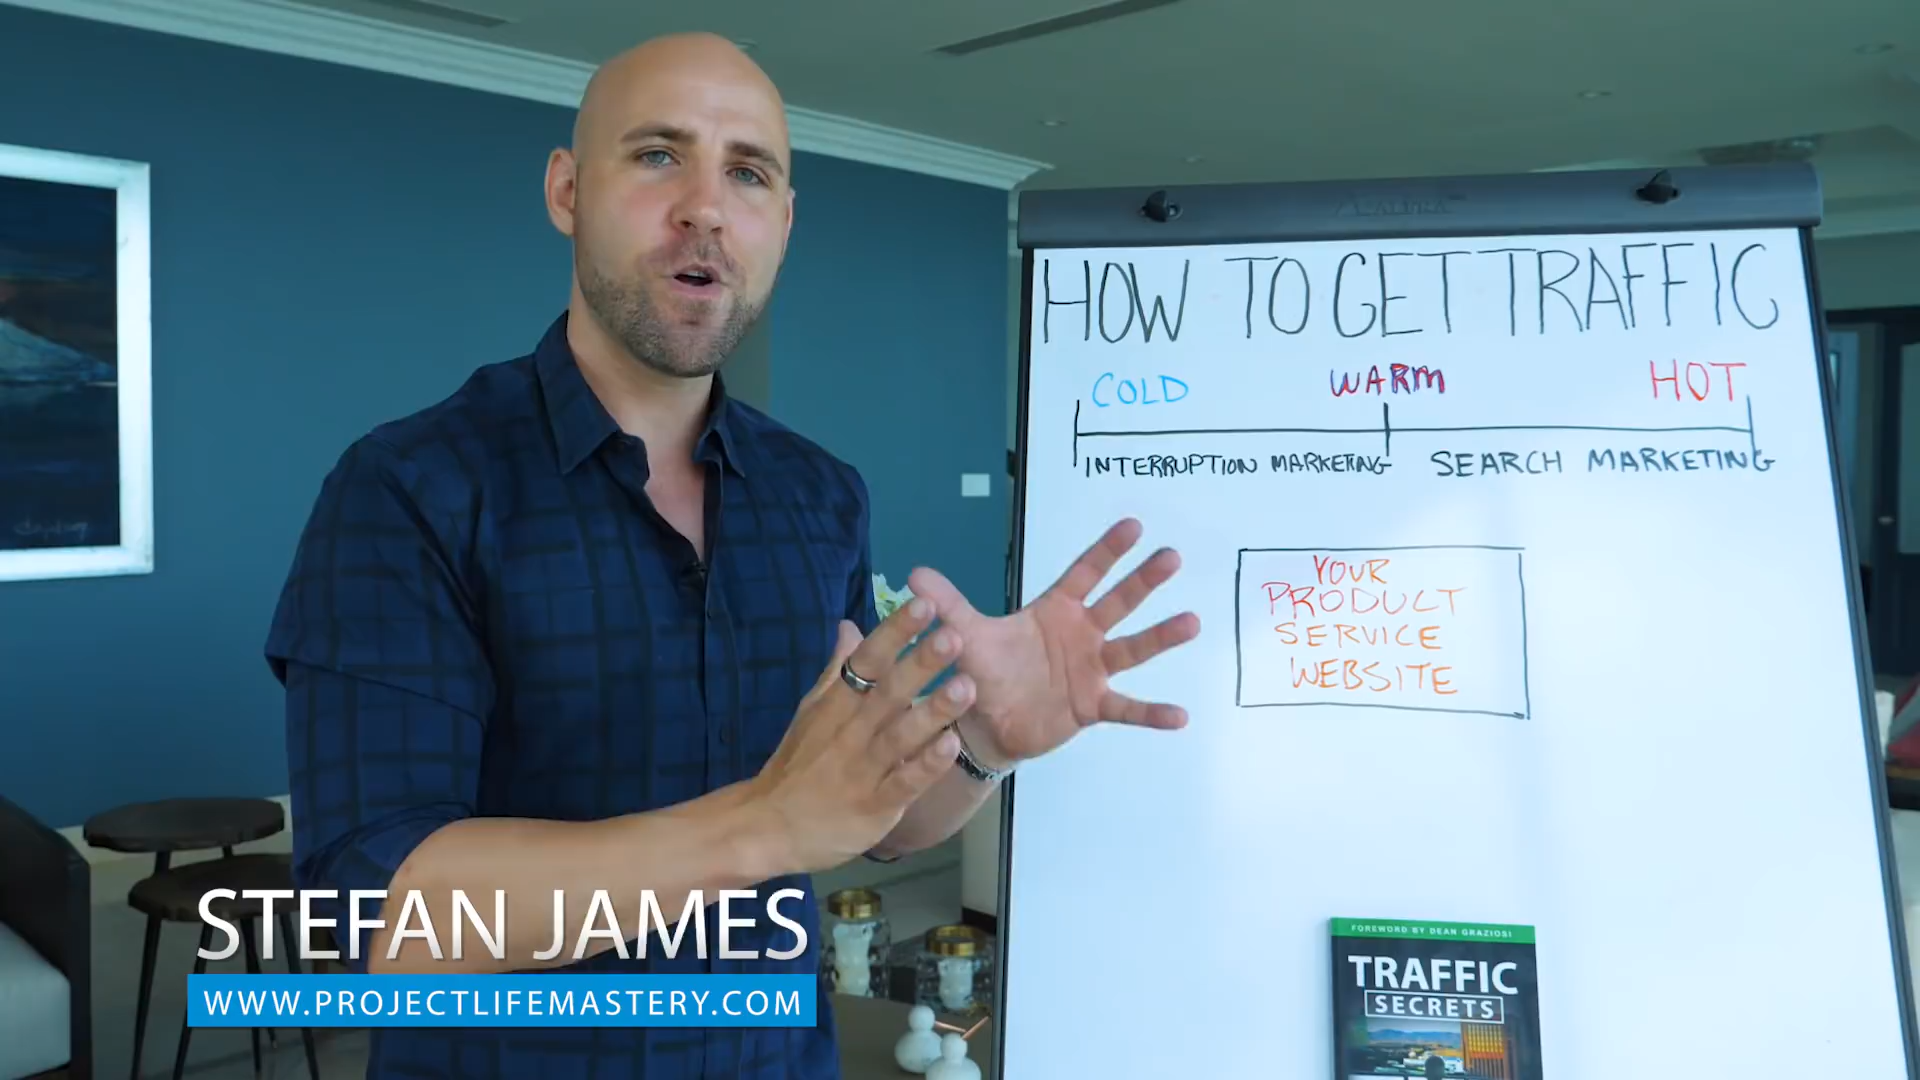 HOW TO GET TRAFFIC
COLD WARM HOT
INTERRUPTION MARKETING SEARCH MARKETING
YOUR
PRODUCT
SERVICE
WEBSITE
FOREWORD BY DEAN GRAZIOSI
TRAFFIC
SECRETS
STEFAN JAMES
WWW.PROJECTLIFEMASTERY.COM